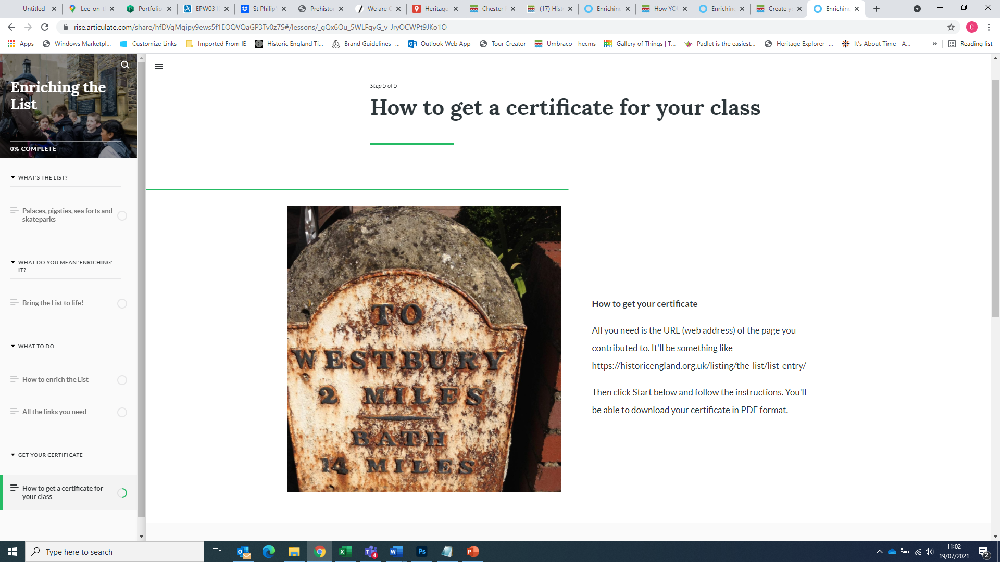 Untitled
Lee-on-t
Portfolio
EPW031
St Philip
Prehistor
We are
Heritage
Chester
(17) Hist
Enriching
How YO
Enriching
Create y
Enriching
rise.articulate.com/share/hfDVqMqipy9ews5f1EOQVQaGP3Tv0z7S#/lessons/_gQx6Ou_5WLFgyG_v-JryOCWPt9JKo1O
C
Apps
Windows Marketpl...
Customize Links
Imported From IE
Historic England Ti...
Brand Guidelines -...
Outlook Web App
Tour Creator
Umbraco - hecms
Gallery of Things | T...
Padlet is the easiest...
Heritage Explorer -...
It's About Time - A...
»
Reading list
Enriching the
List
0% COMPLETE
WHAT'S THE LIST?
Palaces, pigsties, sea forts and
skateparks
WHAT DO YOU MEAN 'ENRICHING'
IT?
Bring the List to life!
WHAT TO DO
How to enrich the List
All the links you need
GET YOUR CERTIFICATE
How to get a certificate for
your class
Step 5 of 5
How to get a certificate for your class
TO
WESTBURY
2 MILES
BATH
14 MILES
How to get your certificate
All you need is the URL (web address) of the page you
contributed to. It'll be something like
https://historicengland.org.uk/listing/the-list/list-entry/
Then click Start below and follow the instructions. You'll
be able to download your certificate in PDF format.
Type here to search
4
Ps
11:02
19/07/2021
2